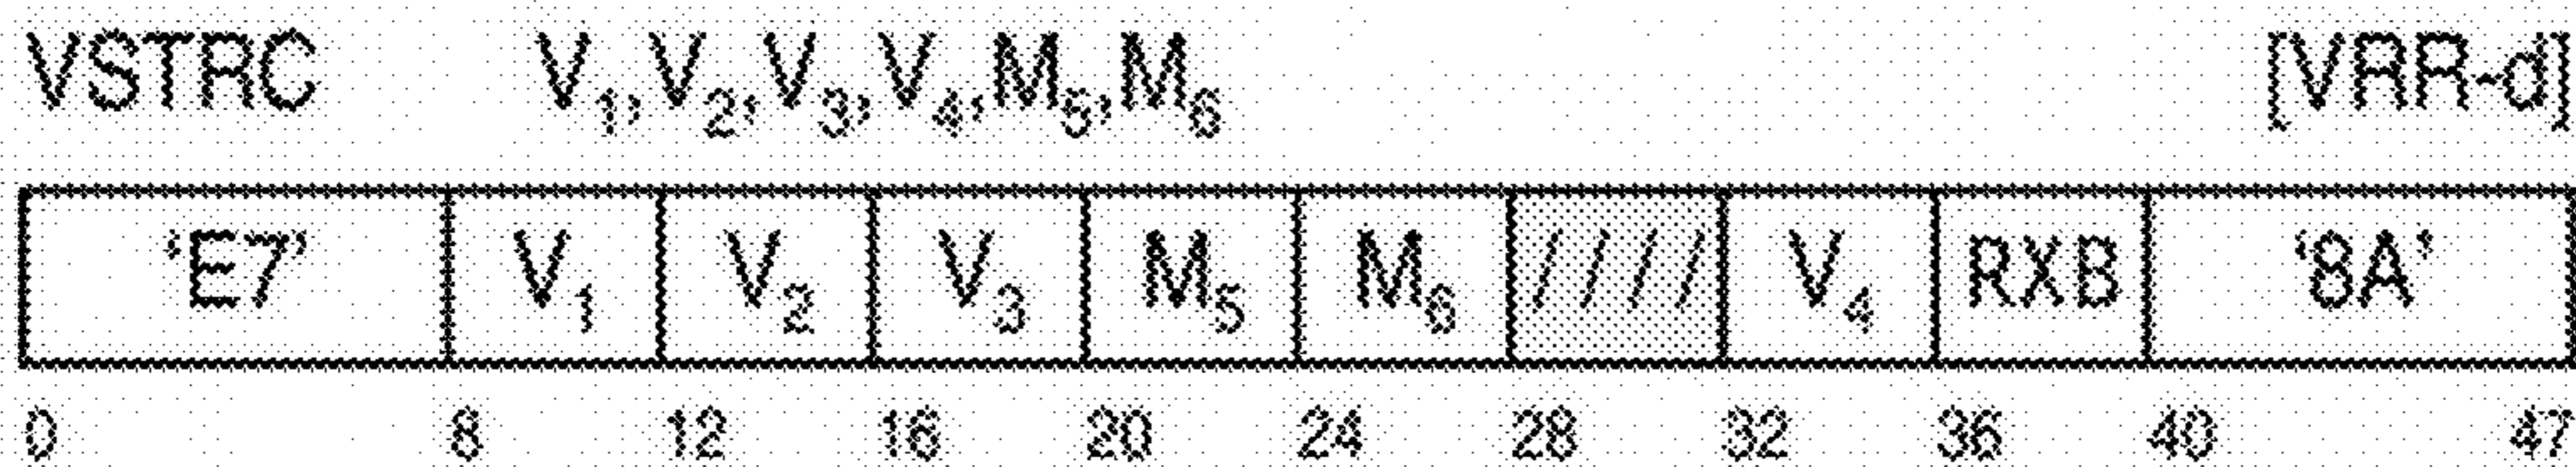 VSTRC V₁,V₂,V₃,V₄,M₅,M₆ [VRR-d]
'E7' V₁ V₂ V₃ M₅ M₆ //// V₄ RXB '8A'
0 8 12 16 20 24 28 32 36 40 47